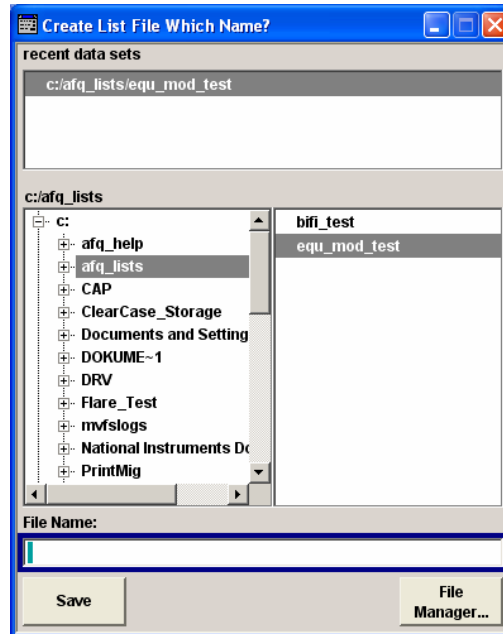 Create List File Which Name?
recent data sets
c:/afq_lists/equ_mod_test
c:/afq_lists
c:
afq_help
afq_lists
CAP
ClearCase_Storage
Documents and Setting
DOKUME~1
DRV
Flare_Test
mvfslogs
National Instruments Do
PrintMig
bifi_test
equ_mod_test
File Name:
Save
File
Manager...